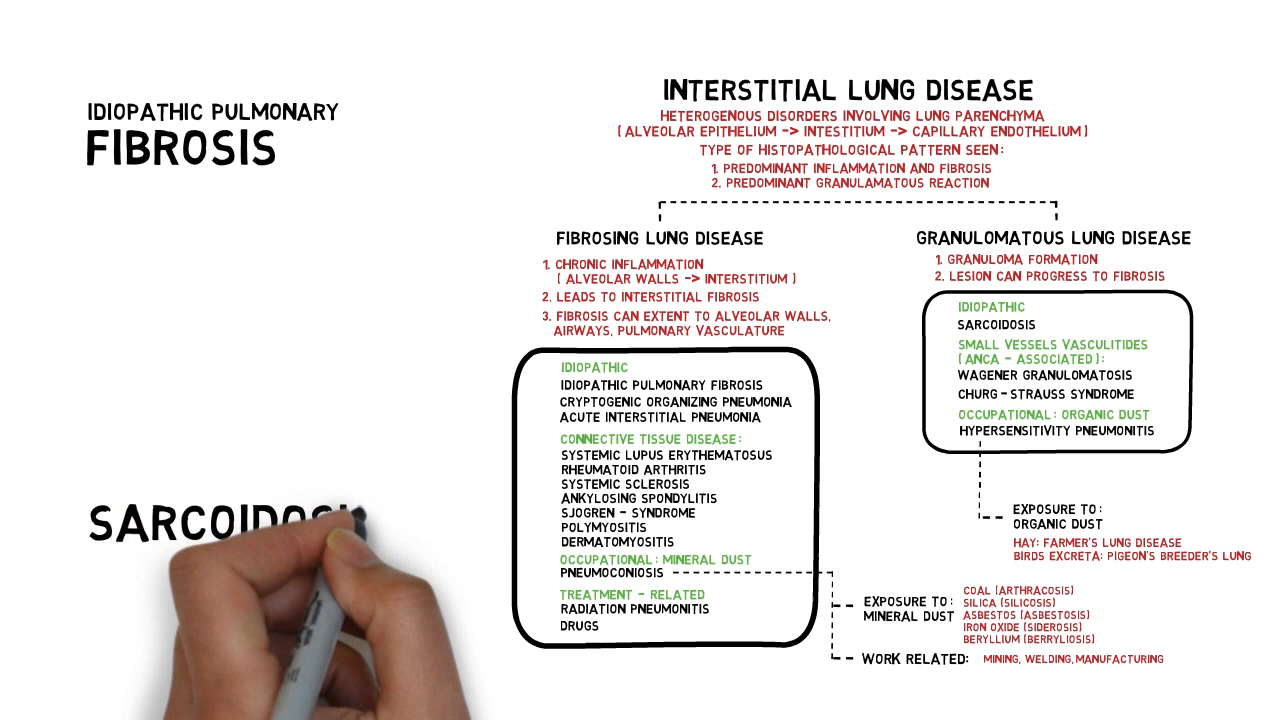 IDIOPATHIC PULMONARY
FIBROSIS
INTERSTITIAL LUNG DISEASE
HETEROGENOUS DISORDERS INVOLVING LUNG PARENCHYMA
( ALVEOLAR EPITHELIUM -> INTESTITIUM -> CAPILLARY ENDOTHELIUM )
TYPE OF HISTOPATHOLOGICAL PATTERN SEEN:
1. PREDOMINANT INFLAMMATION AND FIBROSIS
2. PREDOMINANT GRANULAMATOUS REACTION
FIBROSING LUNG DISEASE
1. CHRONIC INFLAMMATION
( ALVEOLAR WALLS -> INTERSTITIUM )
2. LEADS TO INTERSTITIAL FIBROSIS
3. FIBROSIS CAN EXTENT TO ALVEOLAR WALLS,
AIRWAYS, PULMONARY VASCULATURE
IDIOPATHIC
IDIOPATHIC PULMONARY FIBROSIS
CRYPTOGENIC ORGANIZING PNEUMONIA
ACUTE INTERSTITIAL PNEUMONIA
CONNECTIVE TISSUE DISEASE:
SYSTEMIC LUPUS ERYTHEMATOSUS
RHEUMATOID ARTHRITIS
SYSTEMIC SCLEROSIS
ANKYLOSING SPONDYLITIS
SJOGREN - SYNDROME
POLYMYOSITIS
DERMATOMYOSITIS
OCCUPATIONAL: MINERAL DUST
PNEUMOCONIOSIS
TREATMENT - RELATED
RADIATION PNEUMONITIS
DRUGS
GRANULOMATOUS LUNG DISEASE
1. GRANULOMA FORMATION
2. LESION CAN PROGRESS TO FIBROSIS
IDIOPATHIC
SARCOIDOSIS
SMALL VESSELS VASCULITIDES
( ANCA - ASSOCIATED ):
WAGENER GRANULOMATOSIS
CHURG - STRAUSS SYNDROME
OCCUPATIONAL: ORGANIC DUST
HYPERSENSITIVITY PNEUMONITIS
EXPOSURE TO:
ORGANIC DUST
HAY: FARMER'S LUNG DISEASE
BIRDS EXCRETA: PIGEON'S BREEDER'S LUNG
EXPOSURE TO:
MINERAL DUST
COAL (ARTHRACOSIS)
SILICA (SILICOSIS)
ASBETOS (ASBESTOSIS)
IRON OXIDE (SIDEROSIS)
BERYLLIUM (BERRYLIOSIS)
WORK RELATED:
MINING, WELDING, MANUFACTURING